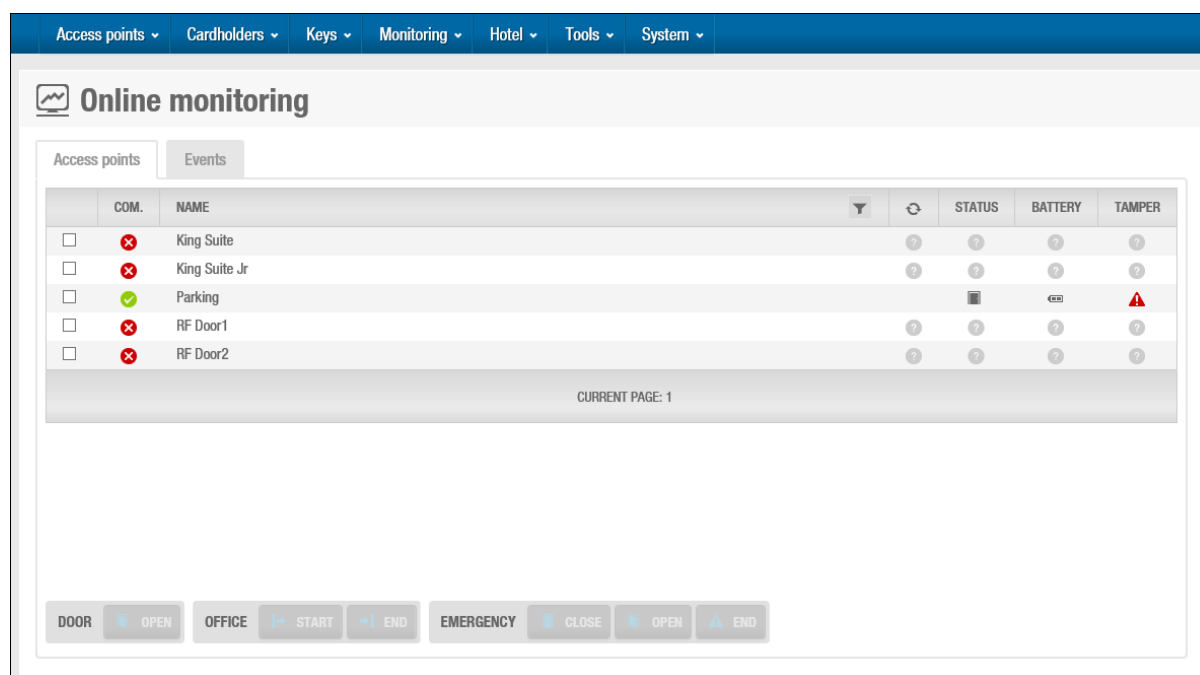 Access points Cardholders Keys Monitoring Hotel Tools System
Online monitoring
Access points Events
COM. NAME STATUS BATTERY TAMPER
King Suite ? ? ? ?
King Suite Jr ? ? ? ?
Parking
RF Door1 ? ? ? ?
RF Door2 ? ? ? ?
CURRENT PAGE: 1
DOOR OPEN OFFICE START END EMERGENCY CLOSE OPEN END